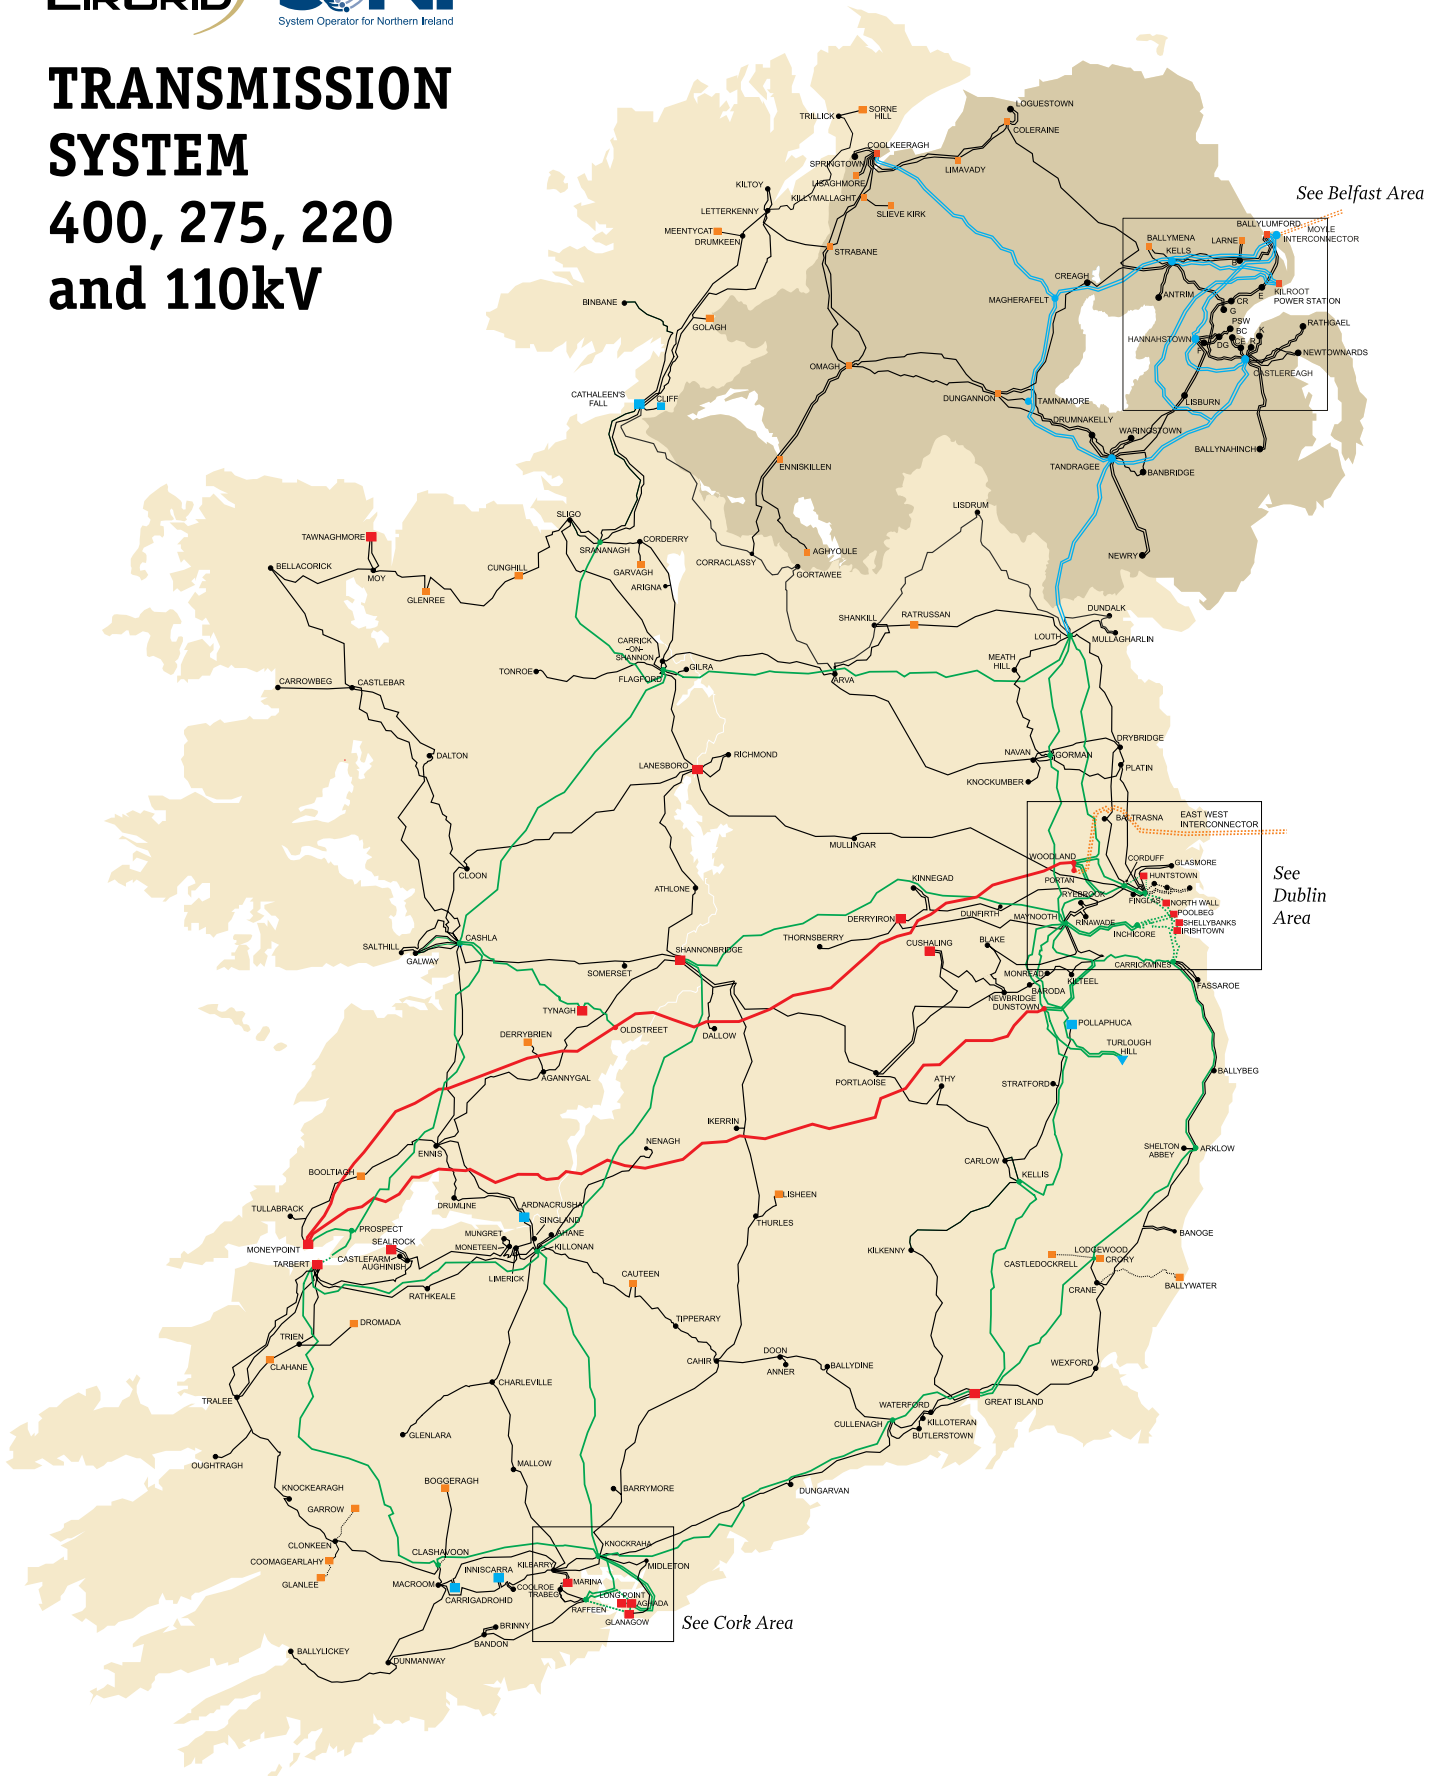 System Operator for Northern Ireland
TRANSMISSION
SYSTEM
400, 275, 220
and 110kV
LOGUESTOWN
SORNE
HILL
TRILLICK
COLERAINE
COOLKEERAGH
SPRINGTOWN
LIMAVADY
LISAGHMORE
KILTOY
KILLYMALLAGHT
See Belfast Area
LETTERKENNY
SLIEVE KIRK
MEENTYCAT
DRUMKEEN
BALLYLUMFORD
MOYLE
INTERCONNECTOR
BALLYMENA
LARNE
KELLS
STRABANE
CREAGH
MAGHERAFELT
ANTRIM
KILROOT
POWER STATION
BINBANE
E
CR
G
GOLAGH
PSW
BC
K
RATHGAEL
HANNAHSTOWN
DG
NEWTOWNARDS
OMAGH
CASTLEREAGH
CATHALEEN'S
FALL
CLIFF
DUNGANNON
TAMNAMORE
LISBURN
DRUMNAKELLY
WARINGSTOWN
BALLYNAHINCH
ENNISKILLEN
TANDRAGEE
BANBRIDGE
LISDRUM
SLIGO
TAWNAGHMORE
SRANANAGH
CORDERRY
AGHYOULE
NEWRY
BELLACORICK
MOY
CUNGHILL
GARVAGH
CORRACLASSY
GORTAWEE
ARIGNA
GLENREE
SHANKILL
RATRUSSAN
DUNDALK
LOUTH
MULLAGHARLIN
CARRICK
-ON-
SHANNON
MEATH
HILL
TONROE
GILRA
FLAGFORD
ARVA
CARROWBEG
CASTLEBAR
DRYBRIDGE
DALTON
RICHMOND
NAVAN
GORMAN
LANESBORO
PLATIN
KNOCKUMBER
BALTRASNA
EAST WEST
INTERCONNECTOR
MULLINGAR
WOODLAND
CORDUFF
GLASMORE
CLOON
PORTAN
HUNTSTOWN
See
Dublin
Area
KINNEGAD
ATHLONE
RYEBROOK
FINGLAS
NORTH WALL
DERRYIRON
DUNFIRTH
MAYNOOTH
RINAWADE
POOLBEG
SHELLYBANKS
IRISHTOWN
INCHICORE
CASHLA
THORNSBERRY
CUSHALING
BLAKE
SALTHILL
GALWAY
SHANNONBRIDGE
SOMERSET
MONREAD
KILTEEL
CARRICKMINES
FASSAROE
BARODA
NEWBRIDGE
DUNSTOWN
TYNAGH
OLDSTREET
DALLOW
POLLAPHUCA
DERRYBRIEN
TURLOUGH
HILL
AGANNYGAL
PORTLAOISE
ATHY
STRATFORD
BALLYBEG
IKERRIN
NENAGH
ENNIS
SHELTON
ABBEY
ARKLOW
CARLOW
BOOLTIAGH
KELLIS
LISHEEN
DRUMLINE
ARDNACRUSHA
TULLABRACK
SINGLAND
THURLES
PROSPECT
MUNGRET
AHANE
BANOGE
SEALROCK
MONEYPOINT
MONETEEN
KILLONAN
KILKENNY
LODGEWOOD
CASTLEFARM
CRORY
TARBERT
AUGHINISH
CASTLEDOCKRELL
LIMERICK
CAUTEEN
BALLYWATER
RATHKEALE
CRANE
DROMADA
TIPPERARY
TRIEN
CLAHANE
CAHIR
DOON
WEXFORD
ANNER
BALLYDINE
CHARLEVILLE
TRALEE
GREAT ISLAND
WATERFORD
CULLENAGH
KILLOTERAN
BUTLERSTOWN
GLENLARA
OUGHTRAGH
MALLOW
BOGGERAGH
KNOCKEARAGH
BARRYMORE
DUNGARVAN
GARROW
CLONKEEN
KNOCKRAHA
CLASHAVOON
COOMAGEARLAHY
INNISCARRA
KILBARRY
MIDLETON
GLANLEE
MACROOM
COOLROE
MARINA
TRABEG
CARRIGADROHID
LONG POINT
AGHADA
RAFFEEN
GLANAGOW
See Cork Area
BRINNY
BANDON
BALLYLICKEY
DUNMANWAY